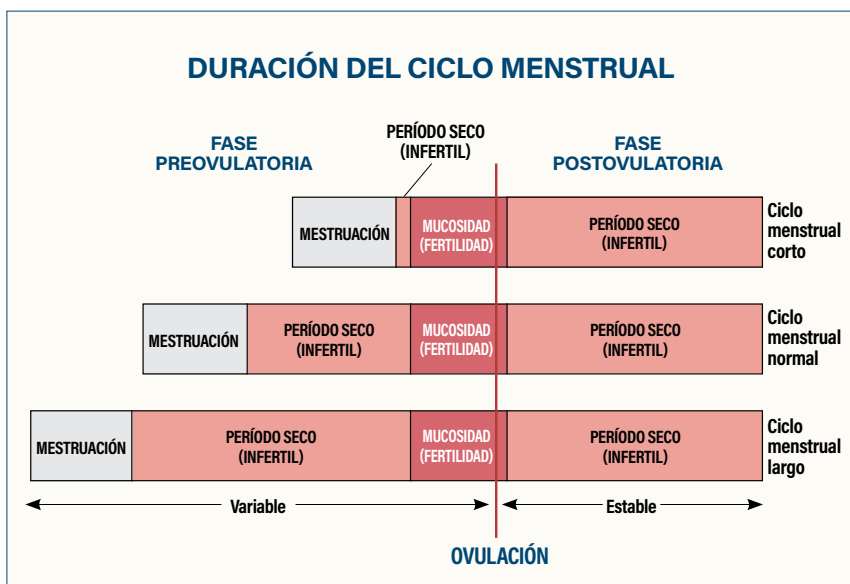 DURACIÓN DEL CICLO MENSTRUAL
FASE
PREOVULATORIA
PERÍODO SECO
(INFERTIL)
FASE
POSTOVULATORIA
MESTRUACIÓN
MUCOSIDAD
(FERTILIDAD)
PERÍODO SECO
(INFERTIL)
Ciclo
menstrual
corto
MESTRUACIÓN
PERÍODO SECO
(INFERTIL)
MUCOSIDAD
(FERTILIDAD)
PERÍODO SECO
(INFERTIL)
Ciclo
menstrual
normal
MESTRUACIÓN
PERÍODO SECO
(INFERTIL)
MUCOSIDAD
(FERTILIDAD)
PERÍODO SECO
(INFERTIL)
Ciclo
menstrual
largo
Variable
Estable
OVULACIÓN